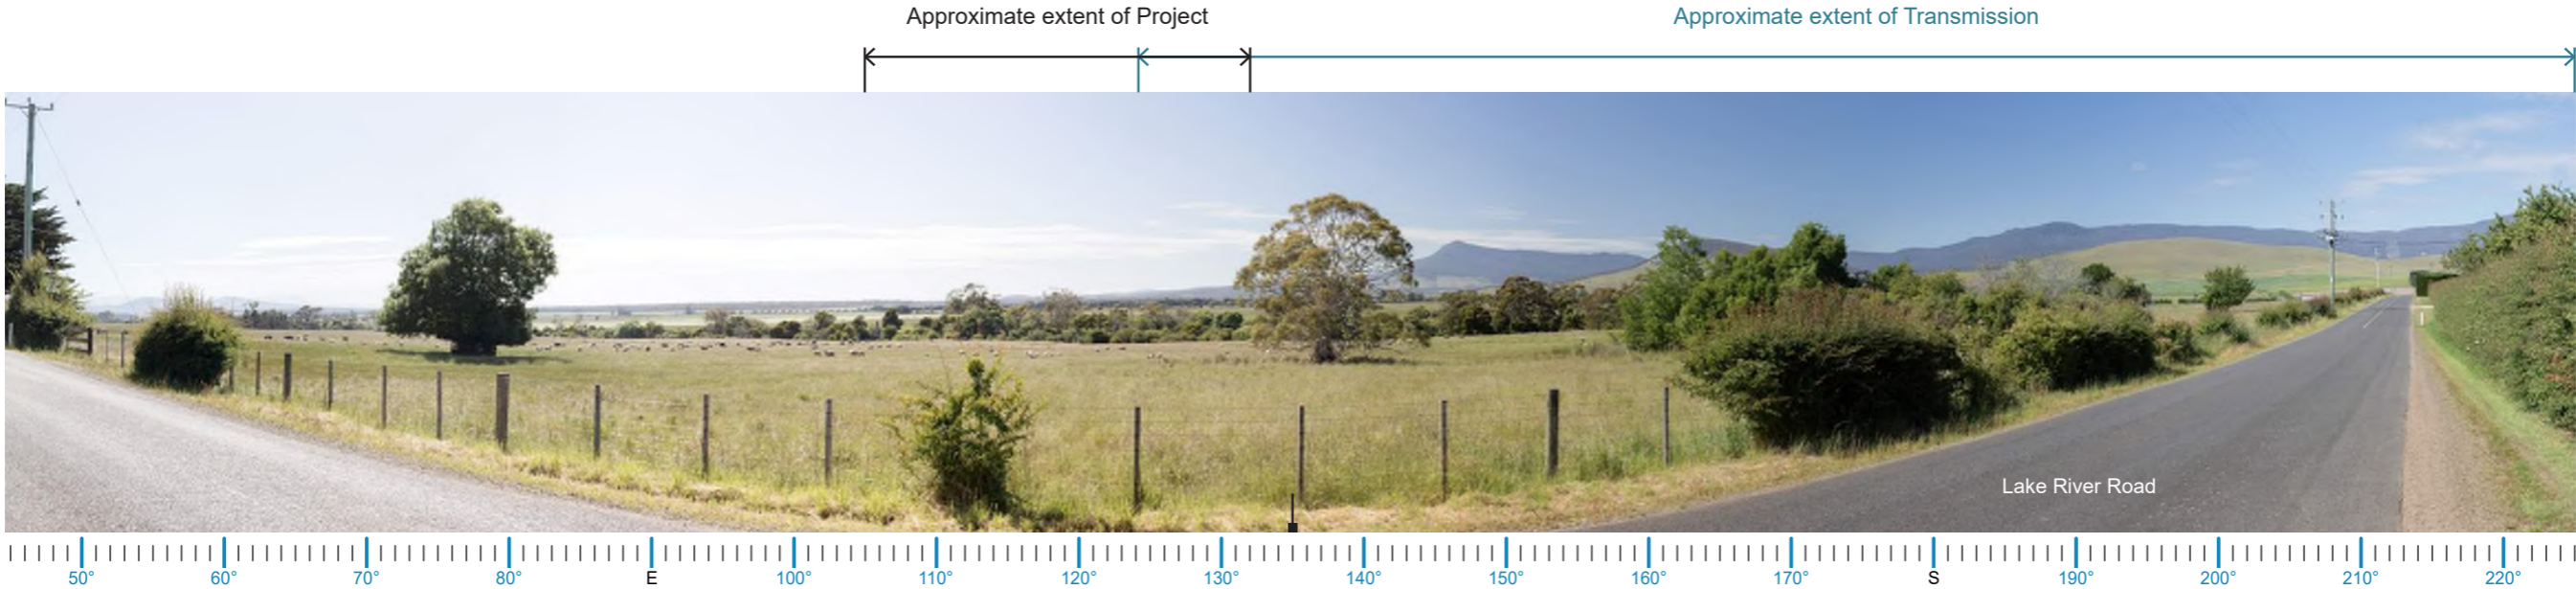 Approximate extent of Project
Approximate extent of Transmission
Lake River Road
50° 60° 70° 80° E 100° 110° 120° 130° 140° 150° 160° 170° S 190° 200° 210° 220°